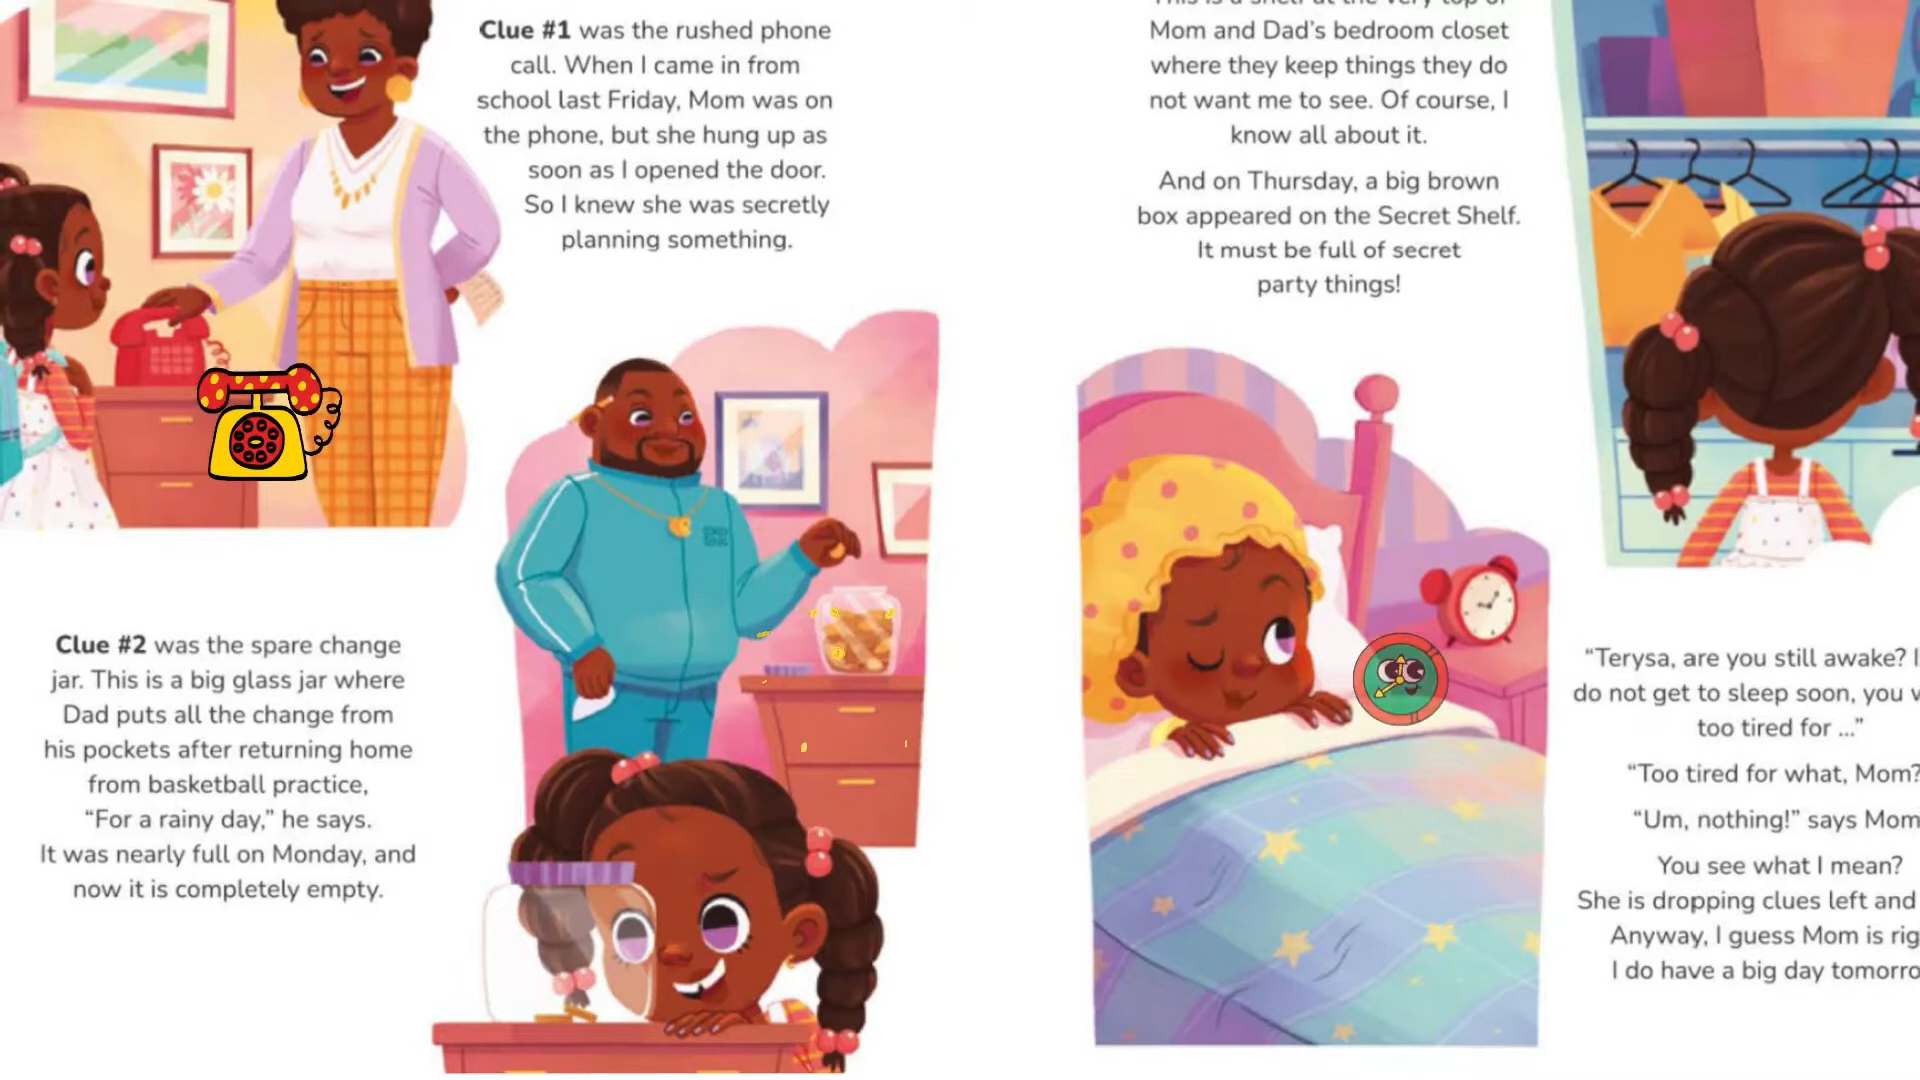 Clue #1 was the rushed phone
call. When I came in from
school last Friday, Mom was on
the phone, but she hung up as
soon as I opened the door.
So I knew she was secretly
planning something.
Clue #2 was the spare change
jar. This is a big glass jar where
Dad puts all the change from
his pockets after returning home
from basketball practice,
“For a rainy day,” he says.
It was nearly full on Monday, and
now it is completely empty.
This is a shelf at the very top of
Mom and Dad’s bedroom closet
where they keep things they do
not want me to see. Of course, I
know all about it.
And on Thursday, a big brown
box appeared on the Secret Shelf.
It must be full of secret
party things!
“Terysa, are you still awake? I
do not get to sleep soon, you
too tired for ...”
“Too tired for what, Mom?
“Um, nothing!” says Mom
You see what I mean?
She is dropping clues left and
Anyway, I guess Mom is rig
I do have a big day tomorro